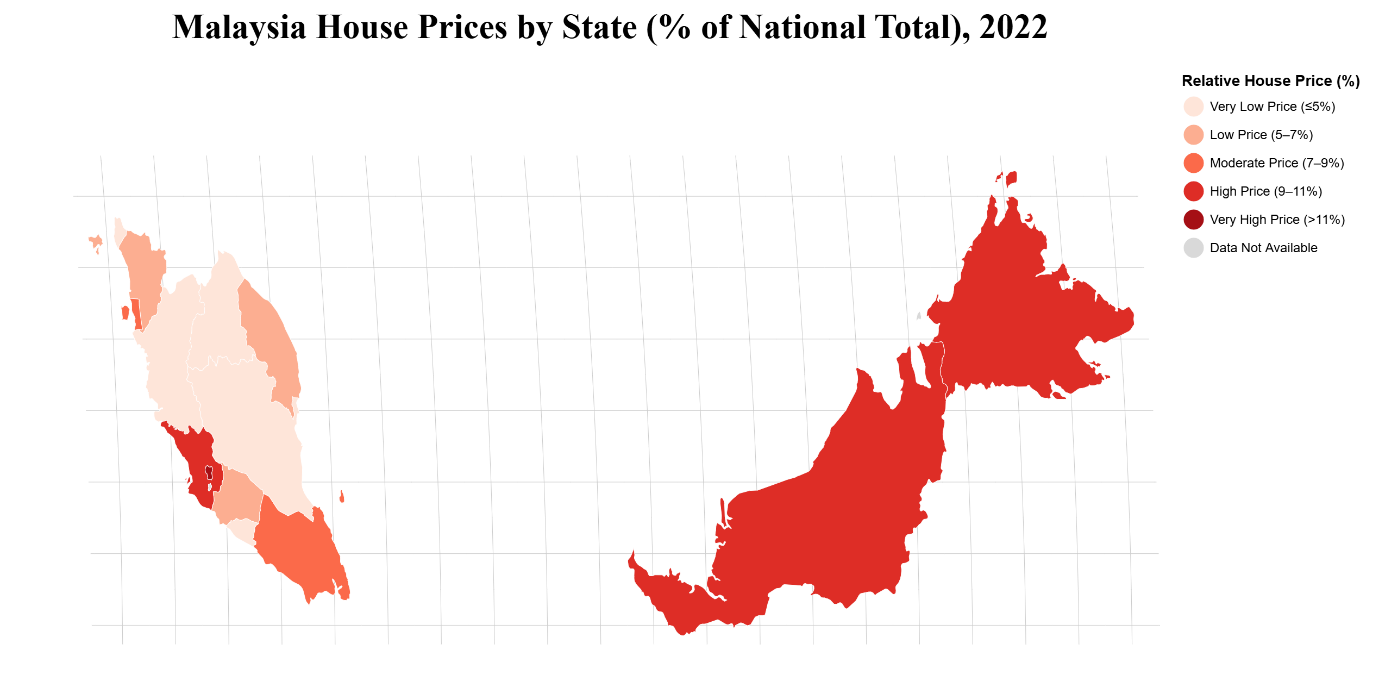 Malaysia House Prices by State (% of National Total), 2022
Relative House Price (%)
Very Low Price (≤5%)
Low Price (5–7%)
Moderate Price (7–9%)
High Price (9–11%)
Very High Price (>11%)
Data Not Available